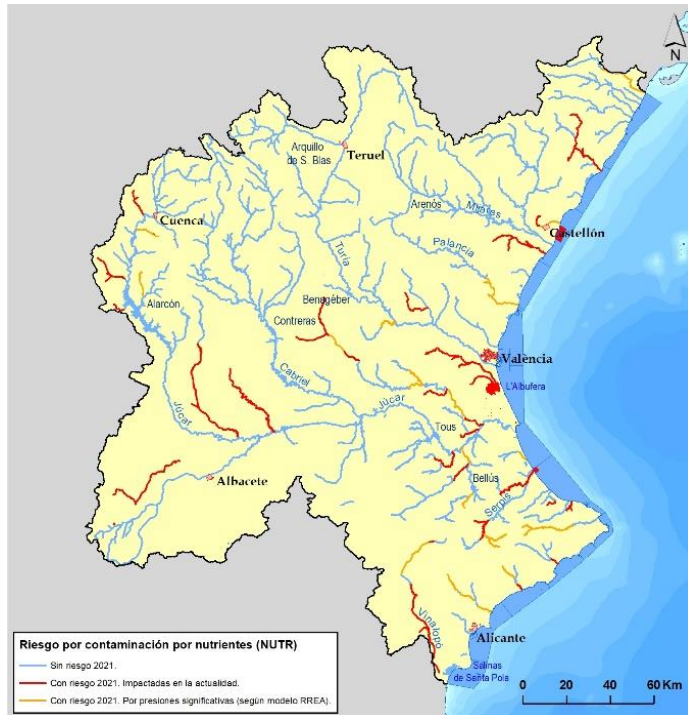 N
Teruel
Arquillo
de S. Blas
Arenós
Mijares
Castellón
Cuenca
Palancia
Turia
Alarcón
Benagéber
Contreras
València
L'Albufera
Cabriel
Júcar
Júcar
Tous
Albacete
Bellús
Serpis
Vinalopó
Alicante
Salinas
de Santa Pola
Riesgo por contaminación por nutrientes (NUTR)
Sin riesgo 2021.
Con riesgo 2021. Impactadas en la actualidad.
Con riesgo 2021. Por presiones significativas (según modelo RREA).
0 20 40 60 Km